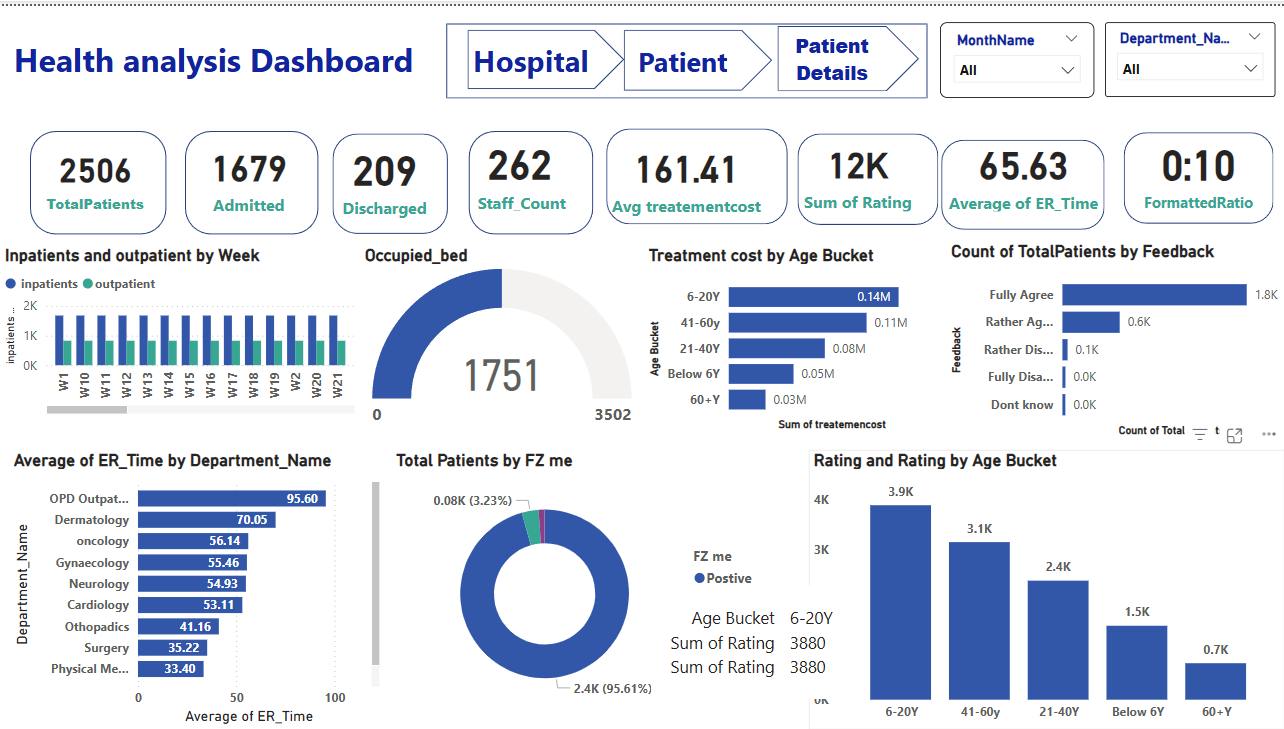 Health analysis Dashboard
Hospital
Patient
Patient
Details
MonthName
All
Department_Na...
All
2506
TotalPatients
1679
Admitted
209
Discharged
262
Staff_Count
161.41
Avg treatementcost
12K
Sum of Rating
65.63
Average of ER_Time
0:10
FormattedRatio
Inpatients and outpatient by Week
inpatients outpatient
inpatients ...
2K
1K
0K
W1 W10 W11 W12 W13 W14 W15 W16 W17 W18 W19 W2 W20 W21
Occupied_bed
1751
0 3502
Treatment cost by Age Bucket
Age Bucket
6-20Y 0.14M
41-60y 0.11M
21-40Y 0.08M
Below 6Y 0.05M
60+Y 0.03M
Sum of treatemencost
Count of TotalPatients by Feedback
Feedback
Fully Agree 1.8K
Rather Ag... 0.6K
Rather Dis... 0.1K
Fully Disa... 0.0K
Dont know 0.0K
Count of Total t
Average of ER_Time by Department_Name
Department_Name
OPD Outpat... 95.60
Dermatology 70.05
oncology 56.14
Gynaecology 55.46
Neurology 54.93
Cardiology 53.11
Othopadics 41.16
Surgery 35.22
Physical Me... 33.40
0 50 100
Average of ER_Time
Total Patients by FZ me
0.08K (3.23%)
2.4K (95.61%)
FZ me
Postive
Age Bucket 6-20Y
Sum of Rating 3880
Sum of Rating 3880
Rating and Rating by Age Bucket
4K
3K
0K
3.9K
3.1K
2.4K
1.5K
0.7K
6-20Y 41-60y 21-40Y Below 6Y 60+Y